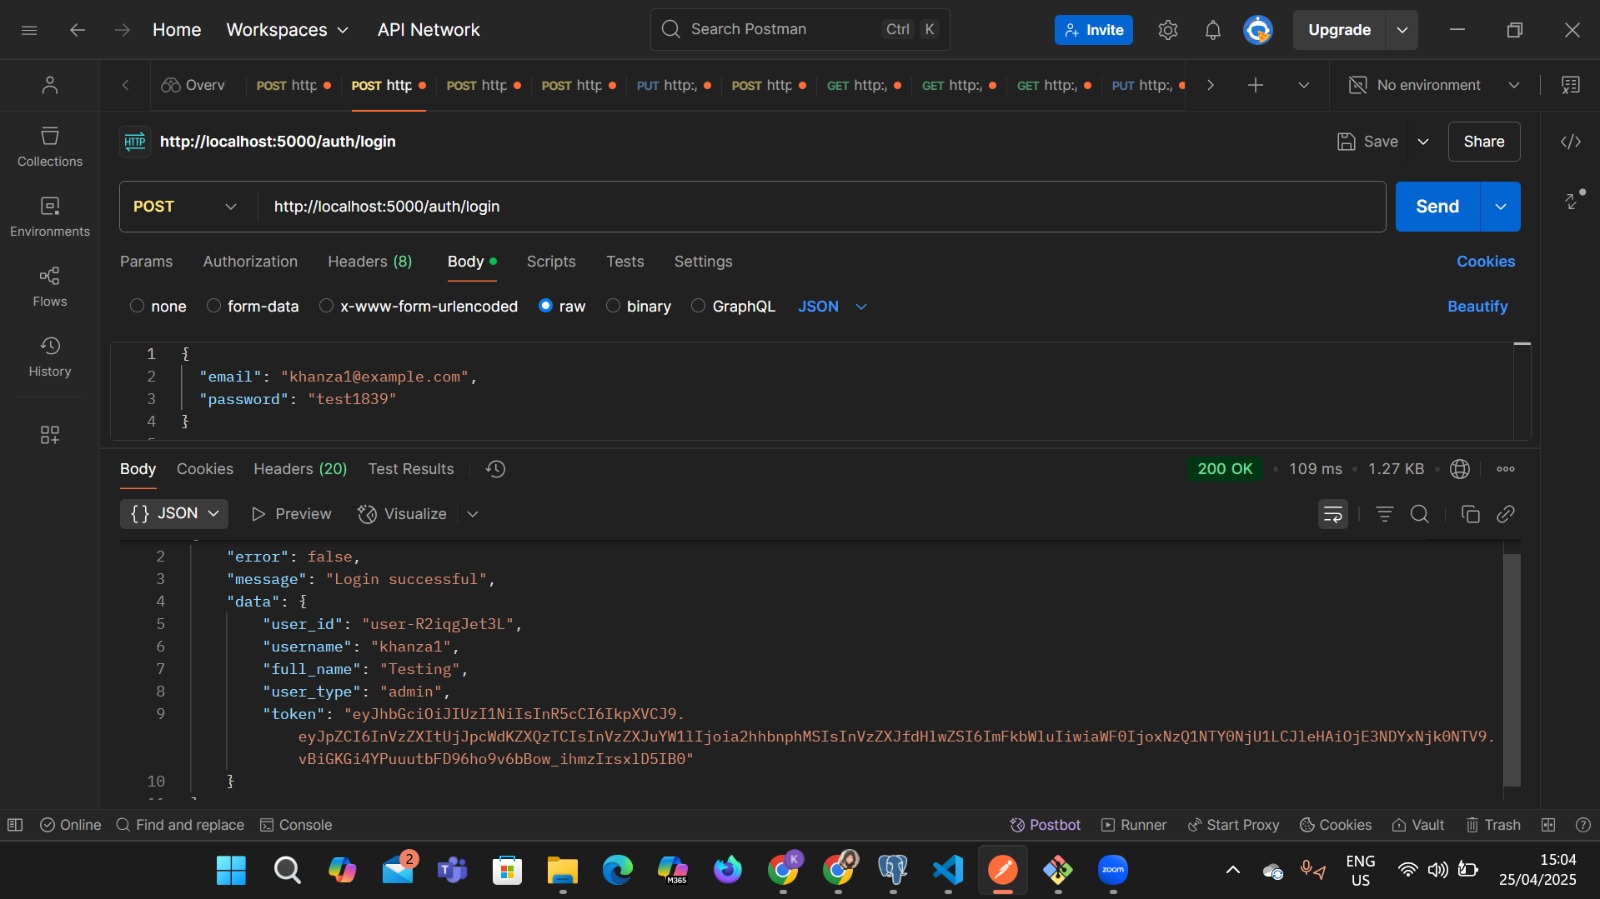 Home
Workspaces
API Network
Search Postman
Ctrl
K
Invite
Upgrade
Overv
POST http
POST http
POST http
POST http
PUT http:
POST http
GET http:
GET http:
GET http:
PUT http:
No environment
Collections
Environments
Flows
History
HTTP
http://localhost:5000/auth/login
Save
Share
POST
http://localhost:5000/auth/login
Send
Params
Authorization
Headers (8)
Body
Scripts
Tests
Settings
Cookies
none
form-data
x-www-form-urlencoded
raw
binary
GraphQL
JSON
Beautify
1 {
2 "email": "khanza1@example.com",
3 "password": "test1839"
4 }
Body
Cookies
Headers (20)
Test Results
200 OK
109 ms
1.27 KB
{} JSON
Preview
Visualize
2 "error": false,
3 "message": "Login successful",
4 "data": {
5 "user_id": "user-R2iqgJet3L",
6 "username": "khanza1",
7 "full_name": "Testing",
8 "user_type": "admin",
9 "token": "eyJhbGciOiJIUzI1NiIsInR5cCI6IkpXVCJ9.
eyJpZCI6InVzZXItUjJpcWdKZXQzTCIsInVzZXJuYW1lIjoia2hhbnphMSIsInVzZXJfdHlwZSI6ImFkbWluIiwiaWF0IjoxNzQ1NTY0NjU1LCJleHAiOjE3NDYxNjk0NTV9.
vBiGKGi4YPuuutbFD96ho9v6bBow_ihmzIrsxlD5IB0"
10 }
Online
Find and replace
Console
Postbot
Runner
Start Proxy
Cookies
Vault
Trash
2
M365
K
zoom
ENG
US
15:04
25/04/2025